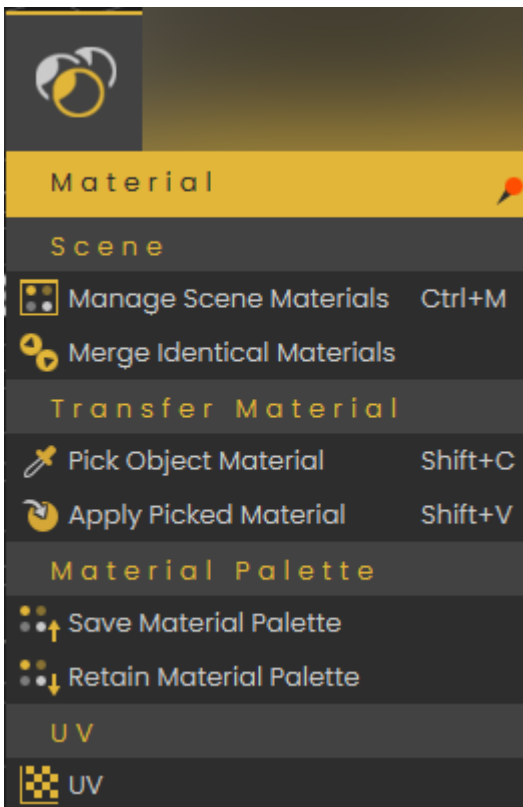 Material
Scene
Manage Scene Materials Ctrl+M
Merge Identical Materials
Transfer Material
Pick Object Material Shift+C
Apply Picked Material Shift+V
Material Palette
Save Material Palette
Retain Material Palette
UV
UV